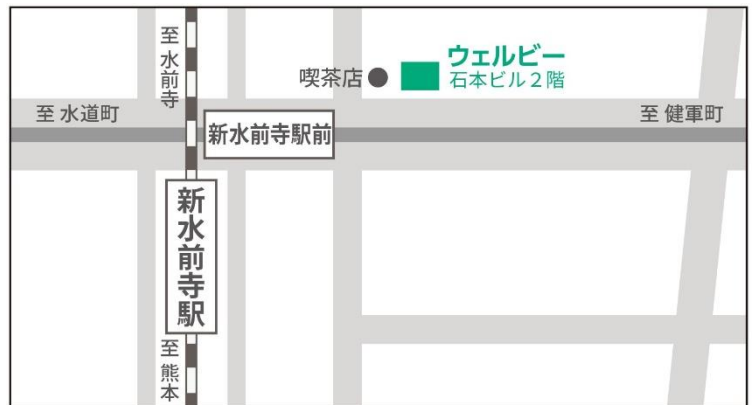 至水前寺
喫茶店
ウェルビー
石本ビル２階
至 水道町
至 健軍町
新水前寺駅前
新水前寺駅
至熊本